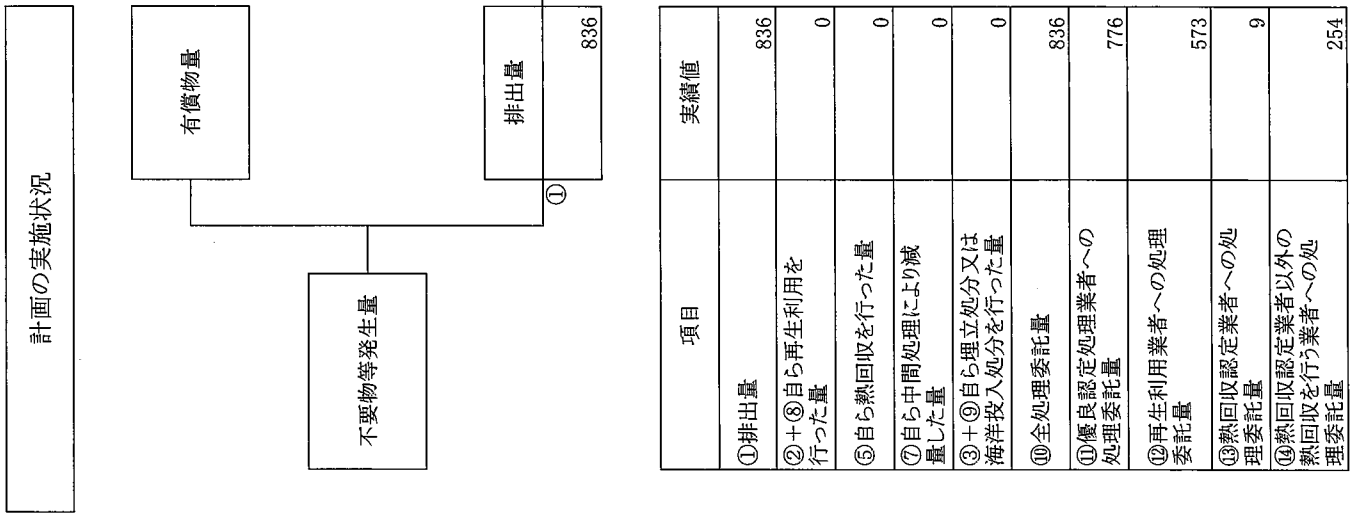 計画の実施状況
不要物等発生量
有償物量
①
排出量
836
項目
実績値
①排出量
836
②+⑧自ら再生利用を
行った量
0
⑤自ら熱回収を行った量
0
⑦自ら中間処理により減
量した量
0
③+⑨自ら埋立処分又は
海洋投入処分を行った量
0
⑩全処理委託量
836
⑪優良認定処理業者への
処理委託量
776
⑫再生利用業者への処理
委託量
573
⑬熱回収認定業者への処
理委託量
9
⑭熱回収認定業者以外の
熱回収を行う業者への処
理委託量
254